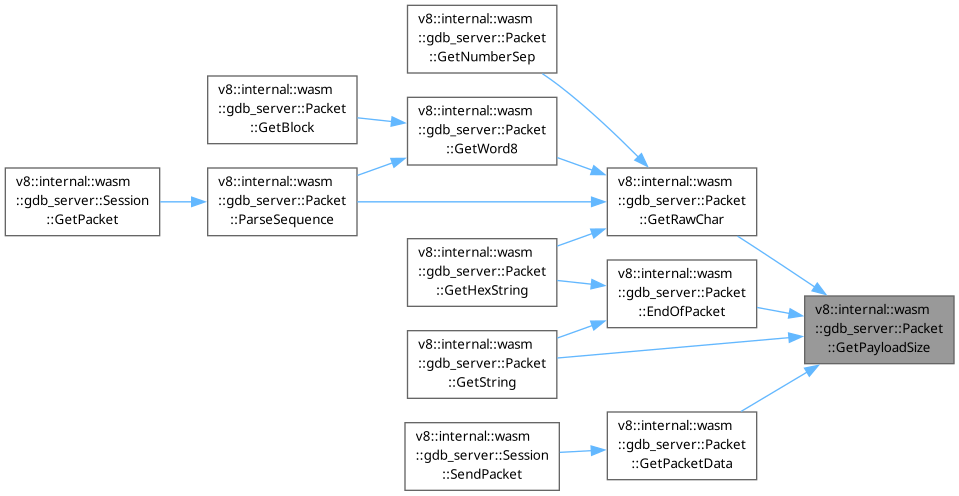 v8::internal::wasm
::gdb_server::Packet
::GetNumberSep
v8::internal::wasm
::gdb_server::Packet
::GetBlock
v8::internal::wasm
::gdb_server::Packet
::GetWord8
v8::internal::wasm
::gdb_server::Session
::GetPacket
v8::internal::wasm
::gdb_server::Packet
::ParseSequence
v8::internal::wasm
::gdb_server::Packet
::GetRawChar
v8::internal::wasm
::gdb_server::Packet
::GetHexString
v8::internal::wasm
::gdb_server::Packet
::EndOfPacket
v8::internal::wasm
::gdb_server::Packet
::GetPayloadSize
v8::internal::wasm
::gdb_server::Packet
::GetString
v8::internal::wasm
::gdb_server::Session
::SendPacket
v8::internal::wasm
::gdb_server::Packet
::GetPacketData